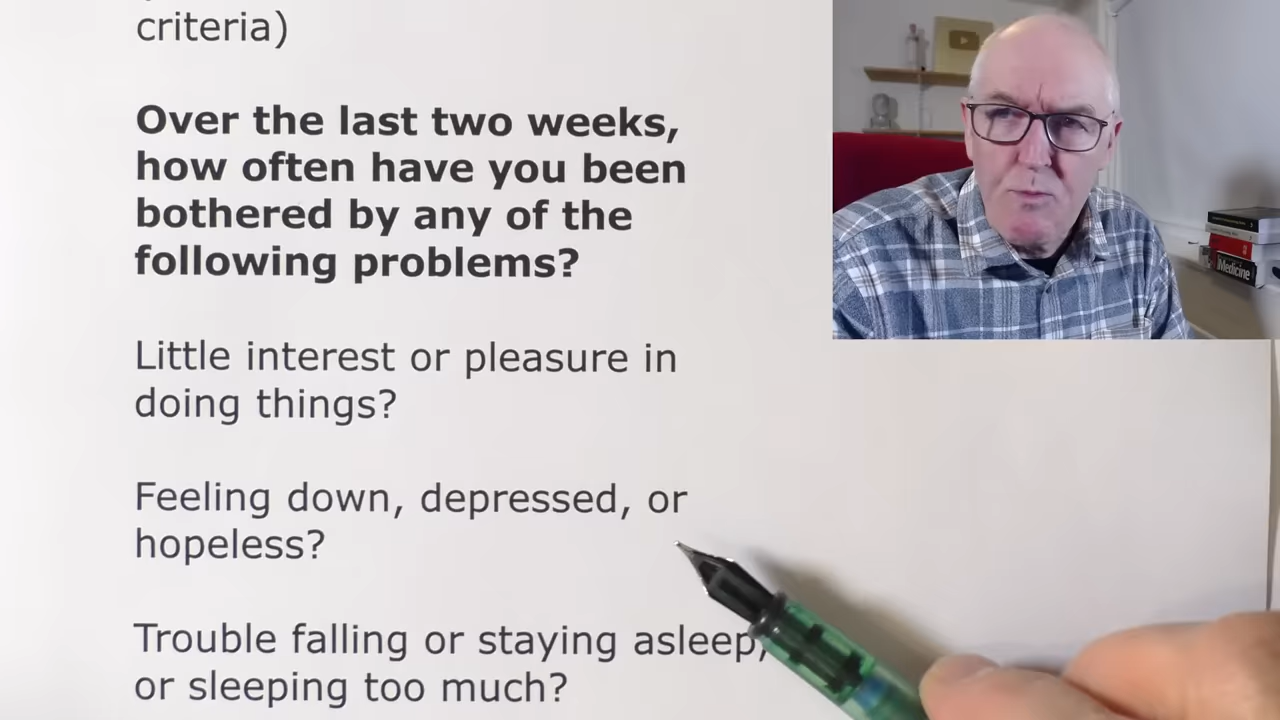 criteria)
Over the last two weeks,
how often have you been
bothered by any of the
following problems?
Little interest or pleasure in
doing things?
Feeling down, depressed, or
hopeless?
Trouble falling or staying asleep,
or sleeping too much?
Medicine